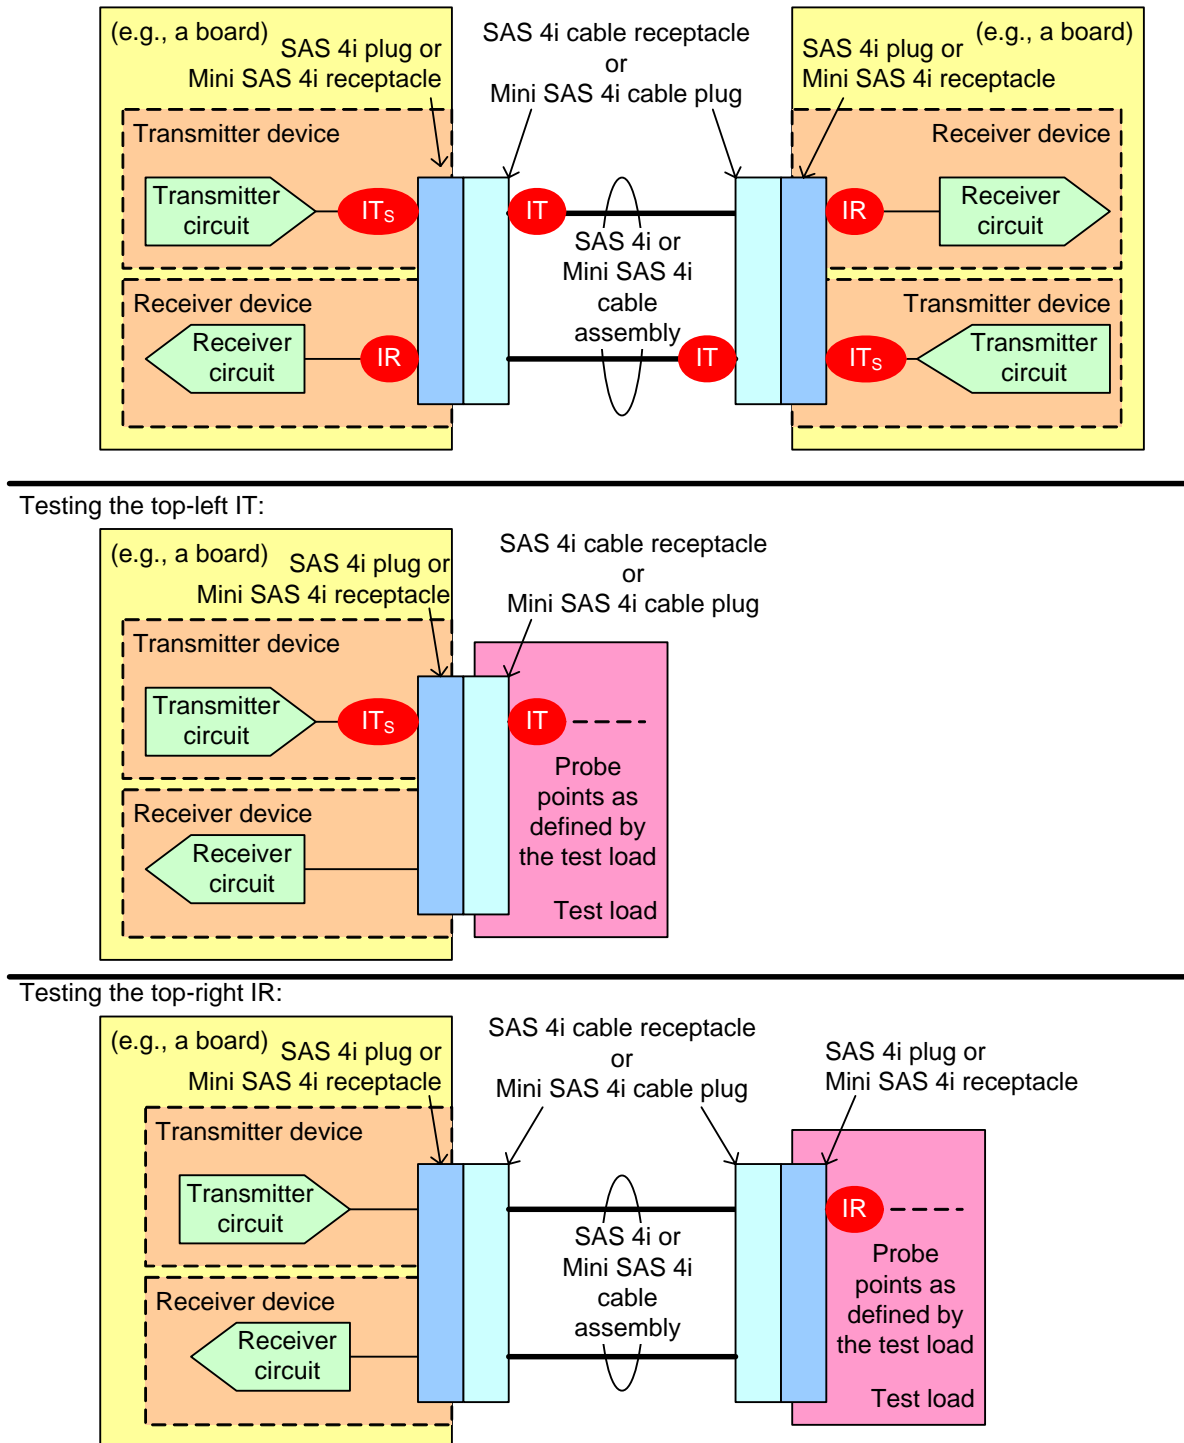 (e.g., a board)
SAS 4i plug or
Mini SAS 4i receptacle
SAS 4i cable receptacle
or
Mini SAS 4i cable plug
(e.g., a board)
SAS 4i plug or
Mini SAS 4i receptacle
Transmitter device
Transmitter
circuit
ITS
IT
Receiver device
IR
Receiver
circuit
SAS 4i or
Mini SAS 4i
cable
assembly
Receiver device
Receiver
circuit
IR
IT
Transmitter device
ITS
Transmitter
circuit
Testing the top-left IT:
(e.g., a board)
SAS 4i plug or
Mini SAS 4i receptacle
SAS 4i cable receptacle
or
Mini SAS 4i cable plug
Transmitter device
Transmitter
circuit
ITS
IT
Probe
points as
defined by
the test load
Test load
Receiver device
Receiver
circuit
Testing the top-right IR:
(e.g., a board)
SAS 4i plug or
Mini SAS 4i receptacle
SAS 4i cable receptacle
or
Mini SAS 4i cable plug
SAS 4i plug or
Mini SAS 4i receptacle
Transmitter device
Transmitter
circuit
SAS 4i or
Mini SAS 4i
cable
assembly
IR
Probe
points as
defined by
the test load
Test load
Receiver device
Receiver
circuit